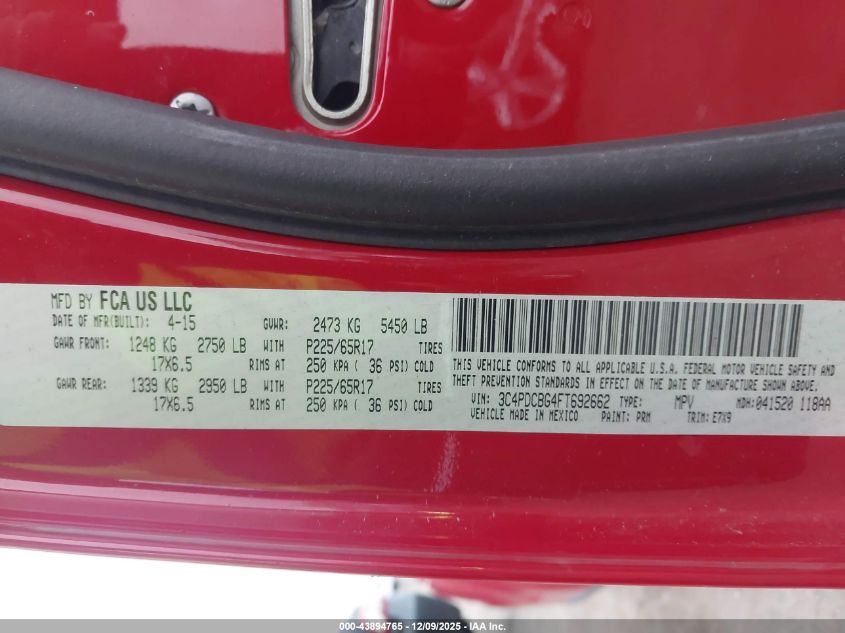 MFD BY FCA US LLC
DATE OF MFR(BUILT): 4-15 GVWR: 2473 KG 5450 LB
GAWR FRONT: 1248 KG 2750 LB WITH P225/65R17 TIRES
17X6.5 RIMS AT 250 KPA ( 36 PSI) COLD
GAWR REAR: 1339 KG 2950 LB WITH P225/65R17 TIRES
17X6.5 RIMS AT 250 KPA ( 36 PSI) COLD
THIS VEHICLE CONFORMS TO ALL APPLICABLE U.S.A. FEDERAL MOTOR VEHICLE SAFETY AND
THEFT PREVENTION STANDARDS IN EFFECT ON THE DATE OF MANUFACTURE SHOWN ABOVE.
VIN: 3C4PDCBG4FT692662 TYPE: MPV MDH: 041520 118AA
VEHICLE MADE IN MEXICO PAINT: PRM TRIM: E7X9
000-43894765 - 12/09/2025 - IAA Inc.